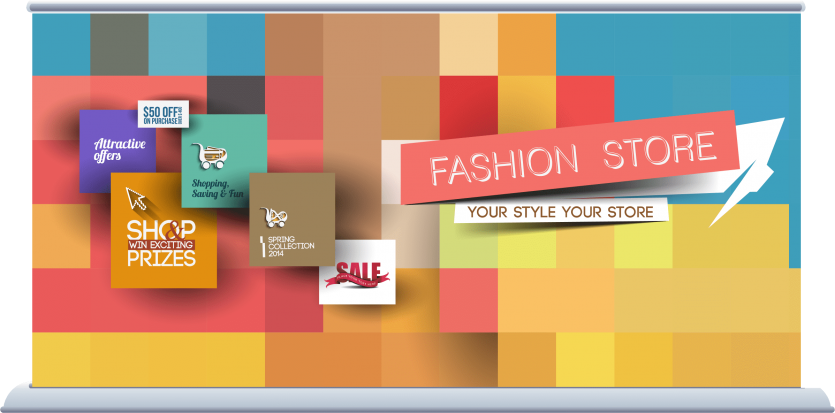 $50 OFF
ON PURCHASE
Attractive
offers
Shopping,
Saving & Fun
SH&P
WIN EXCITING
PRIZES
SPRING
COLLECTION
2014
SALE
FASHION STORE
YOUR STYLE YOUR STORE